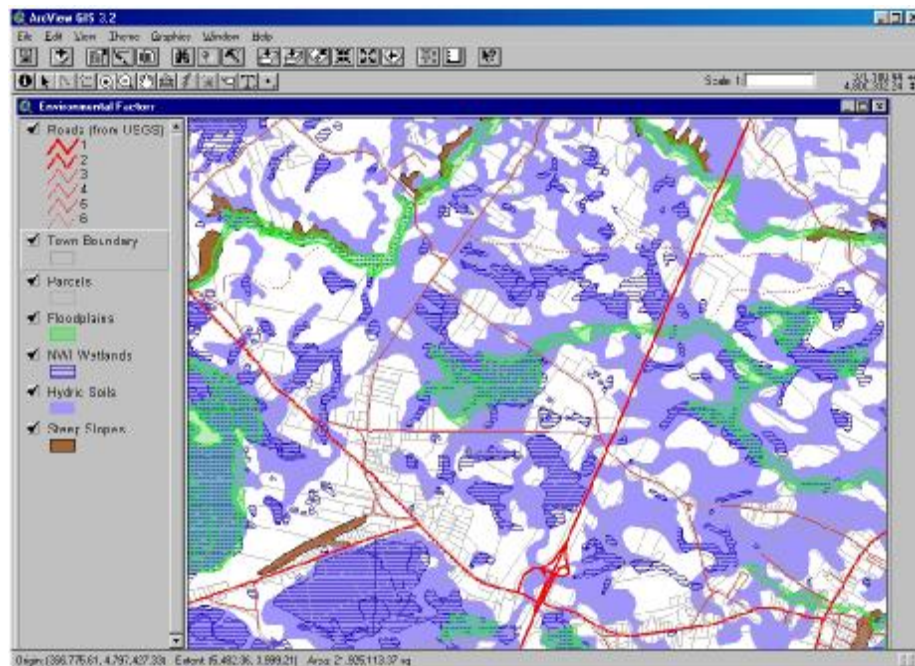 ArcView GIS 3.2
File Edit View Theme Graphics Window Help
Scale 1:
Environmental Factors
Roads (from USGS)
1
2
3
4
5
6
Town Boundary
Parcels
Floodplains
NWI Wetlands
Hydric Soils
Steep Slopes